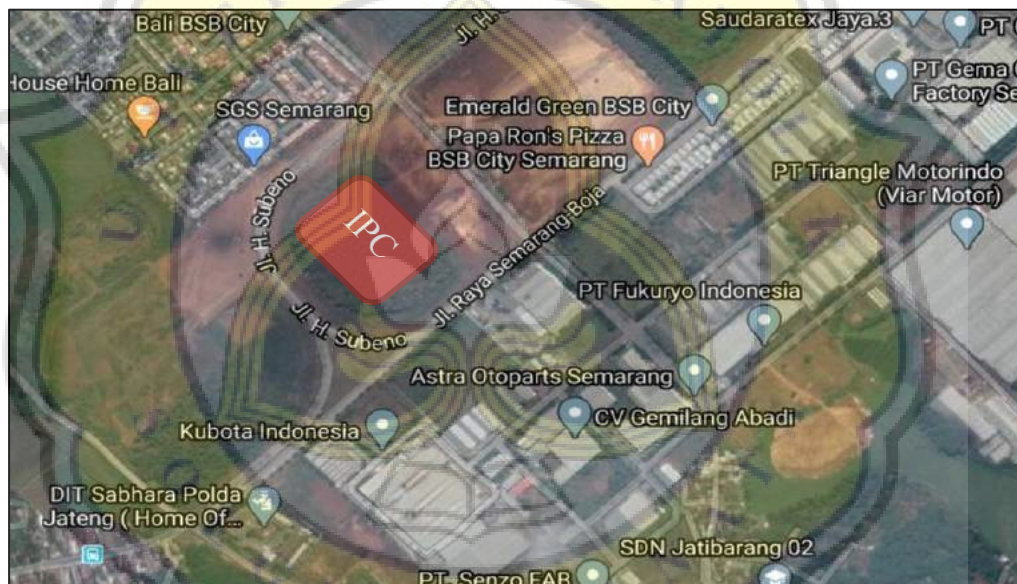 Bali BSB City
Jl. H.
Saudaratex Jaya.3
PT
House Home Bali
SGS Semarang
Emerald Green BSB City
PT Gema
Factory Se
Papa Ron's Pizza
BSB City Semarang
PT Triangle Motorindo
(Viar Motor)
Jl. H. Subeno
IPC
Jl. Raya Semarang-Boja
PT Fukuryo Indonesia
Jl. H. Subeno
Astra Otoparts Semarang
CV Gemilang Abadi
Kubota Indonesia
DIT Sabhara Polda
Jateng ( Home Of...
SDN Jatibarang 02
PT. Senzo FAB